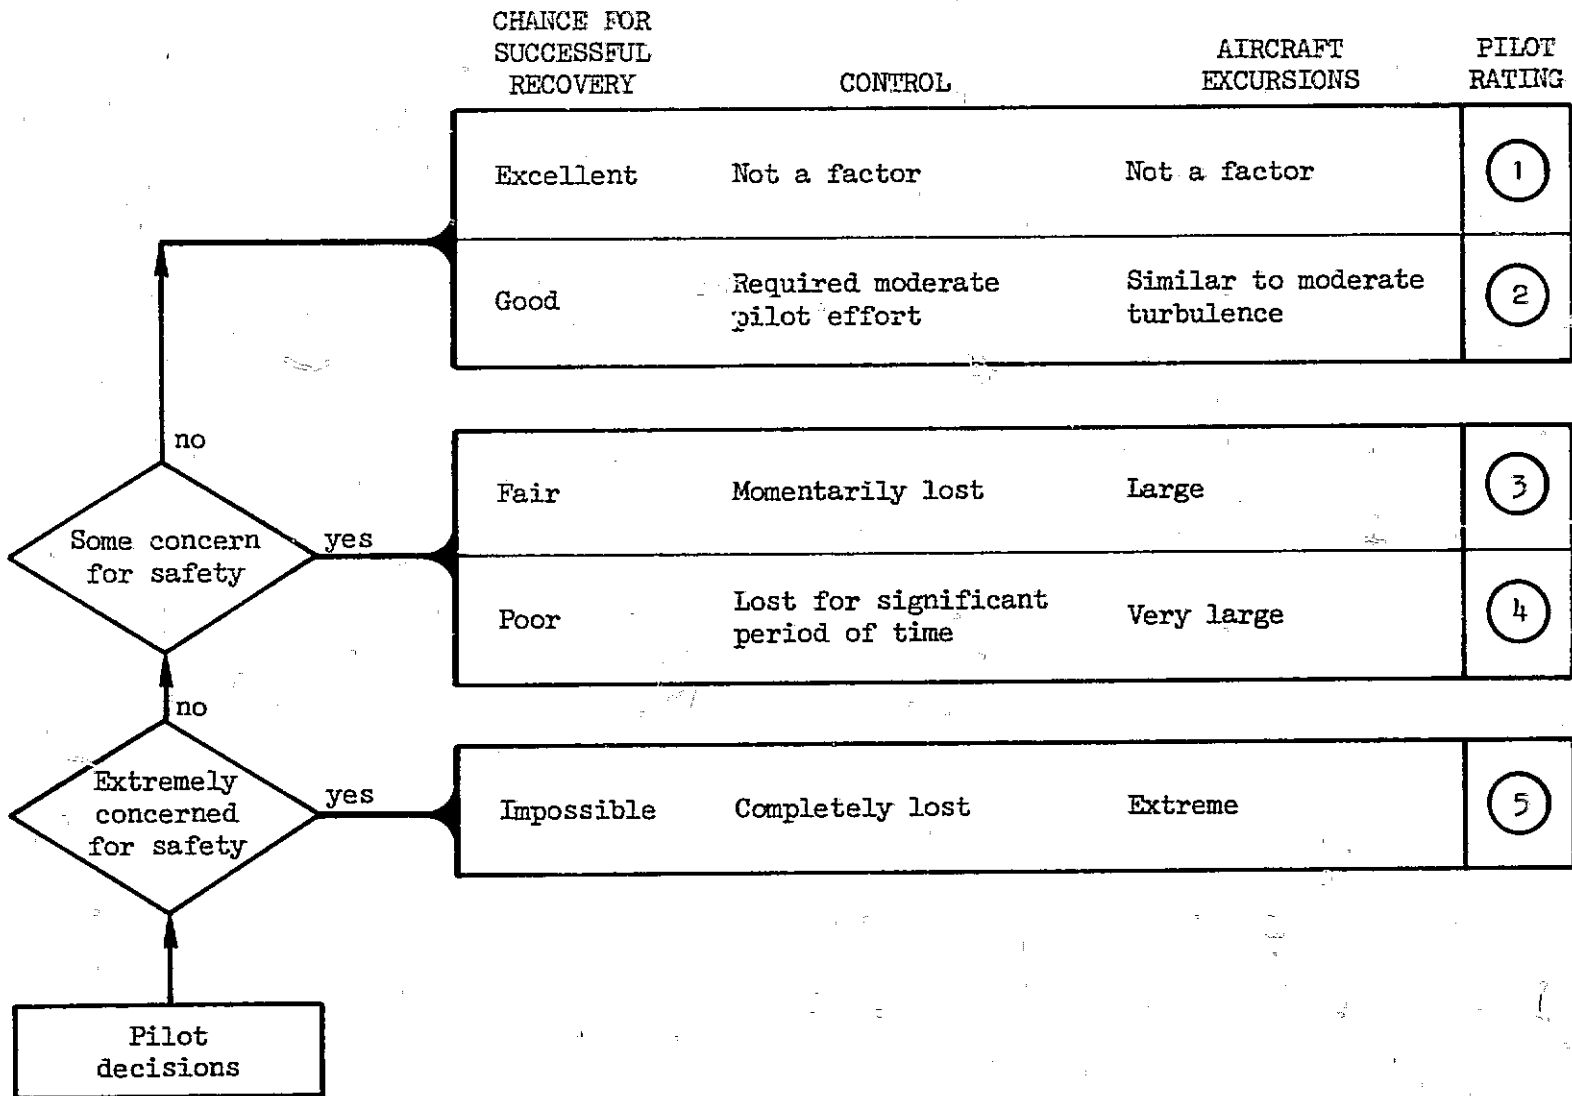 CHANCE FOR
SUCCESSFUL
RECOVERY
CONTROL
AIRCRAFT
EXCURSIONS
PILOT
RATING
Excellent
Not a factor
Not a factor
1
Good
Required moderate
pilot effort
Similar to moderate
turbulence
2
no
Fair
Momentarily lost
Large
3
Some concern
for safety
yes
Poor
Lost for significant
period of time
Very large
4
no
Extremely
concerned
for safety
yes
Impossible
Completely lost
Extreme
5
Pilot
decisions